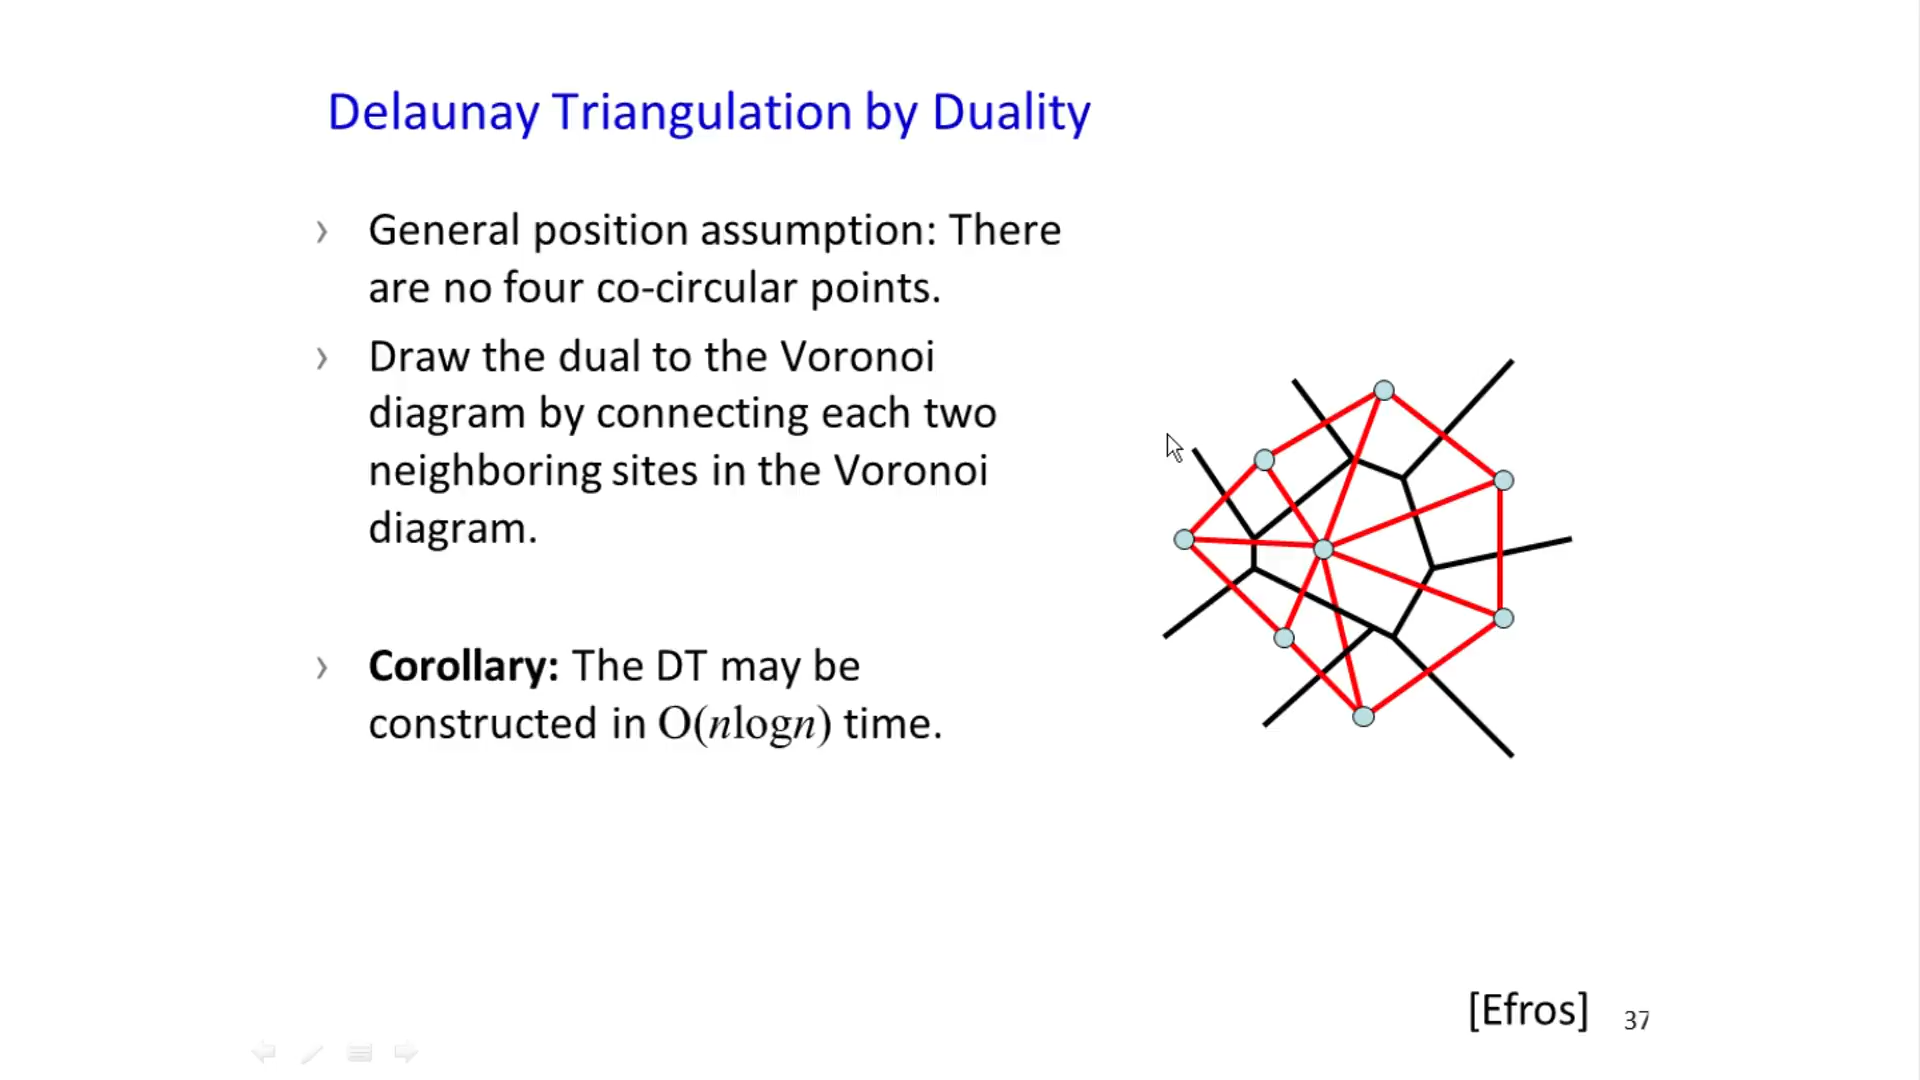 Delaunay Triangulation by Duality
› General position assumption: There
are no four co-circular points.
› Draw the dual to the Voronoi
diagram by connecting each two
neighboring sites in the Voronoi
diagram.
› Corollary: The DT may be
constructed in O(nlogn) time.
[Efros]
37